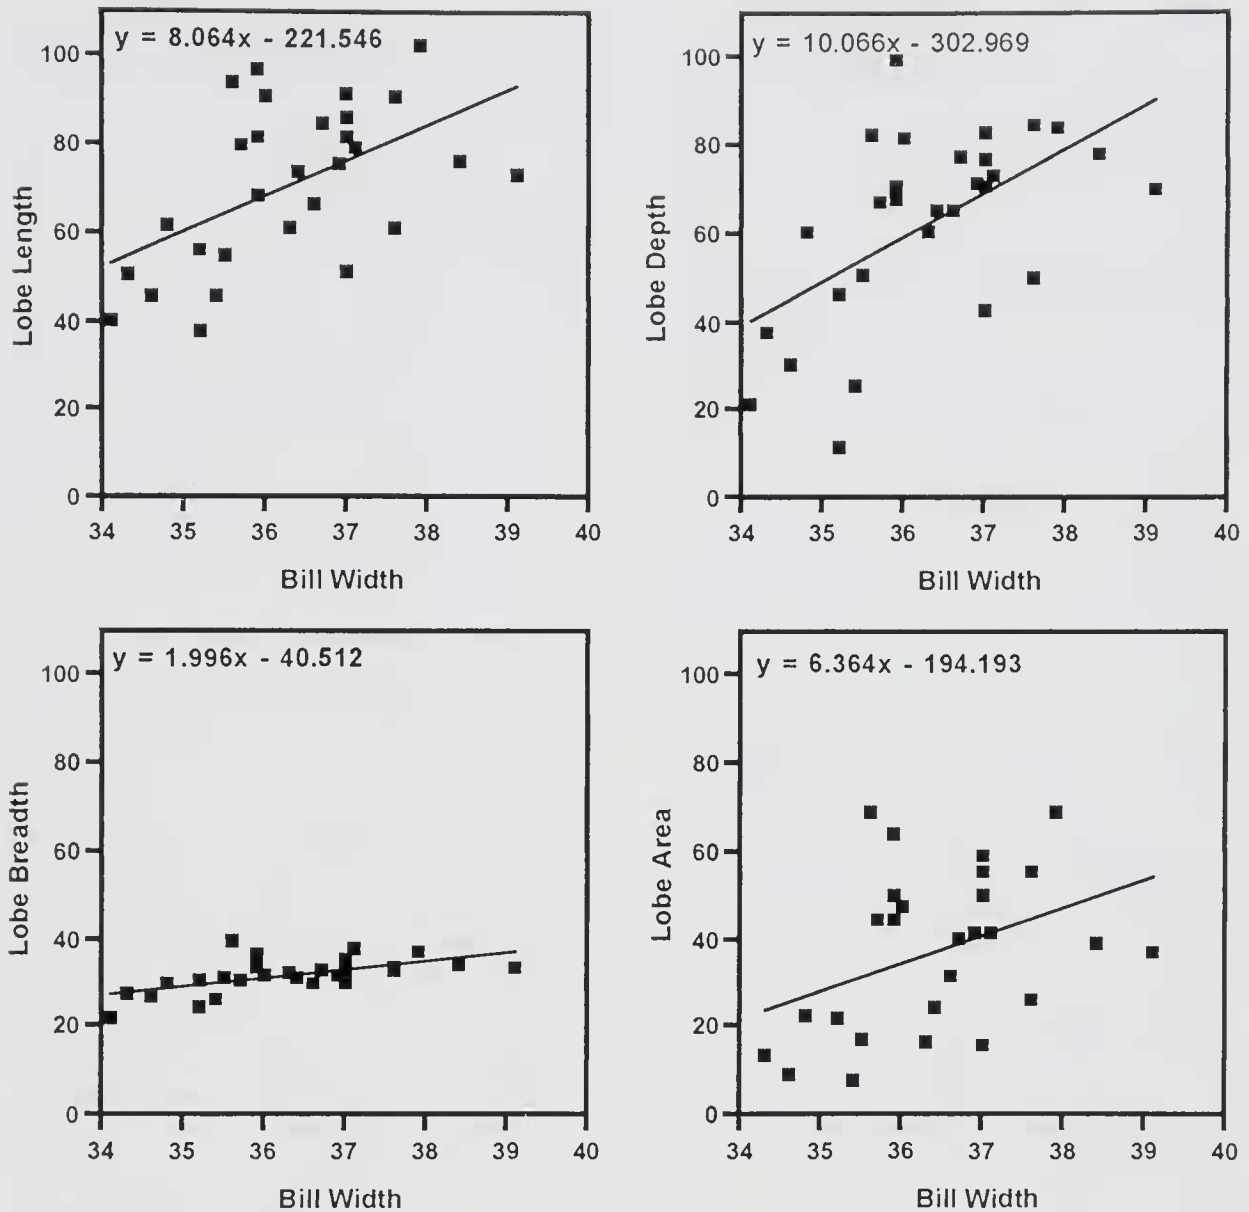 y = 8.064x - 221.546
100
80
60
40
20
0
Lobe Length
34 35 36 37 38 39 40
Bill Width
y = 10.066x - 302.969
100
80
60
40
20
0
Lobe Depth
34 35 36 37 38 39 40
Bill Width
y = 1.996x - 40.512
100
80
60
40
20
0
Lobe Breadth
34 35 36 37 38 39 40
Bill Width
y = 6.364x - 194.193
100
80
60
40
20
0
Lobe Area
34 35 36 37 38 39 40
Bill Width